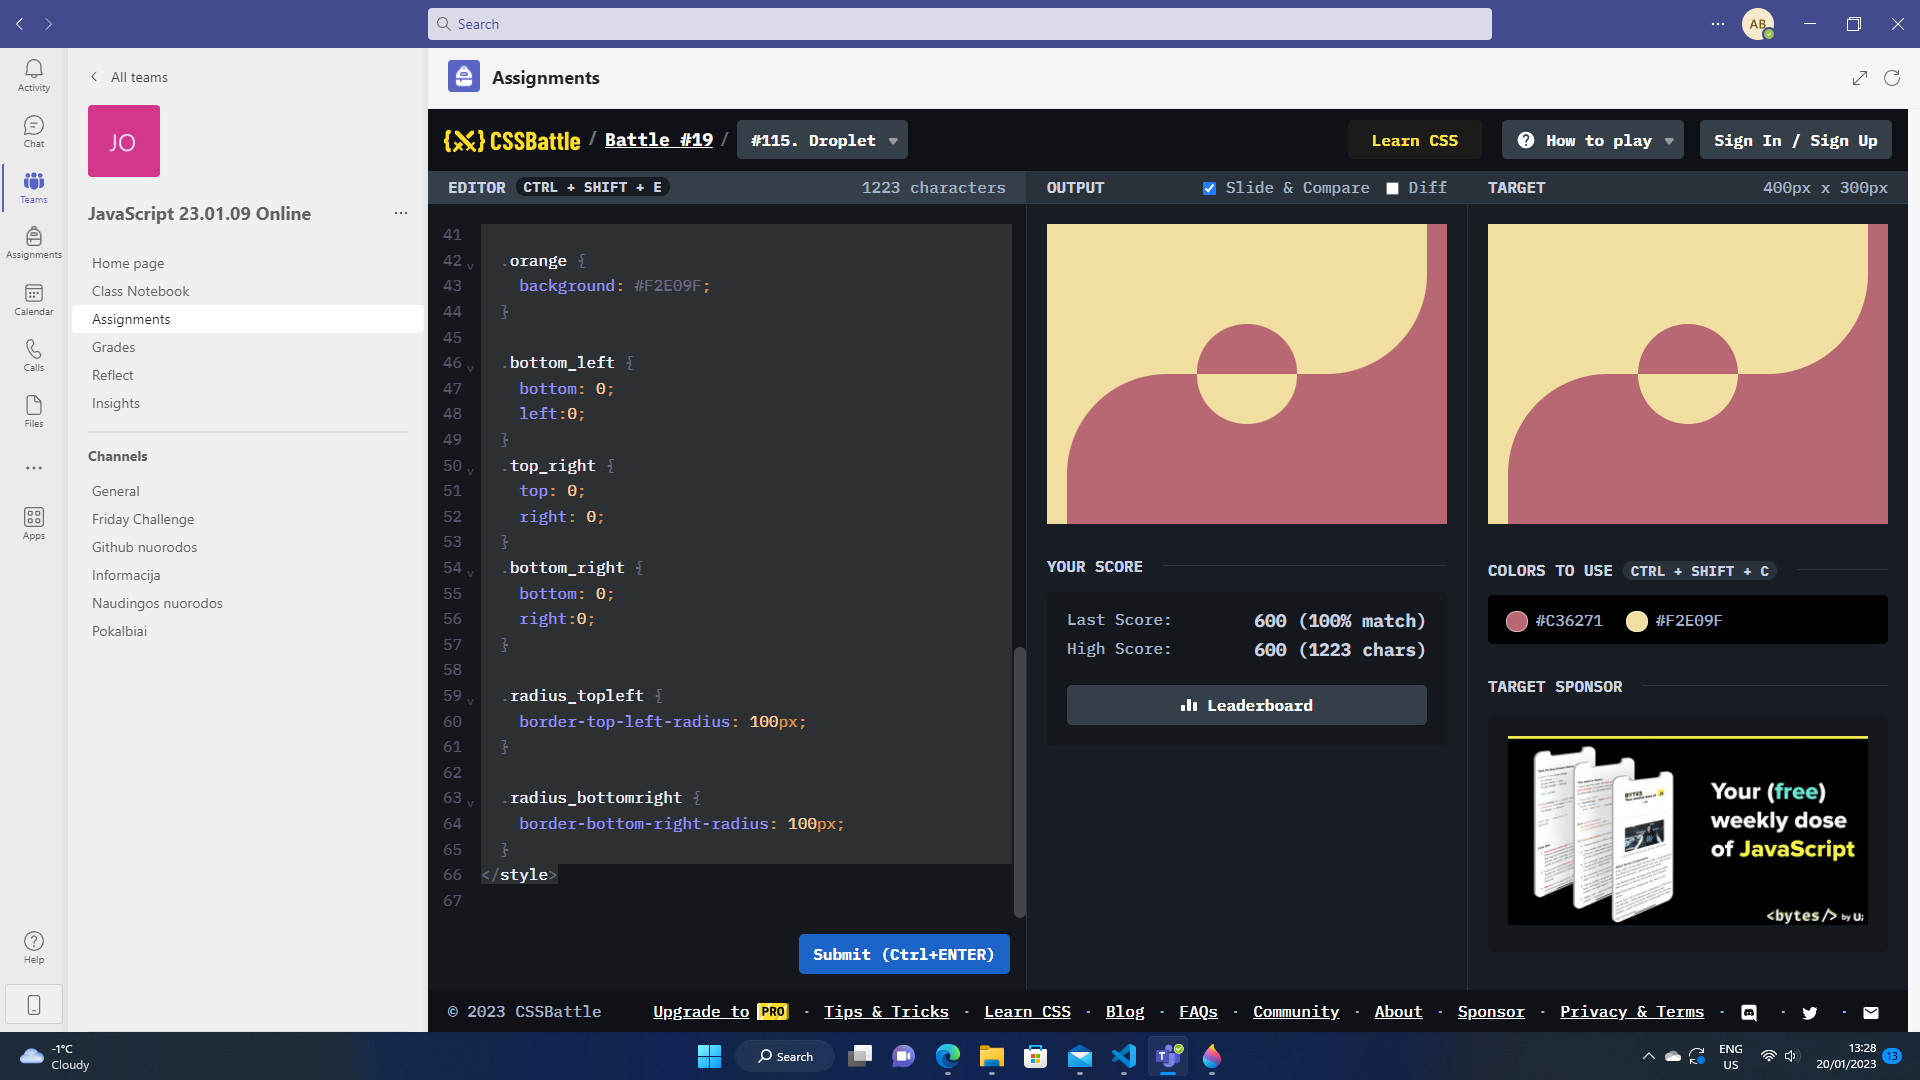 Search
AB
Activity
Chat
Teams
Assignments
Calendar
Calls
Files
Apps
Help
All teams
JO
JavaScript 23.01.09 Online
Home page
Class Notebook
Assignments
Grades
Reflect
Insights
Channels
General
Friday Challenge
Github nuorodos
Informacija
Naudingos nuorodos
Pokalbiai
Assignments
CSSBattle / Battle #19 / #115. Droplet
Learn CSS
How to play
Sign In / Sign Up
EDITOR CTRL + SHIFT + E 1223 characters
41
42 .orange {
43 background: #F2E09F;
44 }
45
46 .bottom_left {
47 bottom: 0;
48 left:0;
49 }
50 .top_right {
51 top: 0;
52 right: 0;
53 }
54 .bottom_right {
55 bottom: 0;
56 right:0;
57 }
58
59 .radius_topleft {
60 border-top-left-radius: 100px;
61 }
62
63 .radius_bottomright {
64 border-bottom-right-radius: 100px;
65 }
66 </style>
67
Submit (Ctrl+ENTER)
OUTPUT Slide & Compare Diff
YOUR SCORE
Last Score: 600 (100% match)
High Score: 600 (1223 chars)
Leaderboard
TARGET 400px x 300px
COLORS TO USE CTRL + SHIFT + C
#C36271 #F2E09F
TARGET SPONSOR
BYTES
Your (free)
weekly dose
of JavaScript
<bytes/> by Ui
© 2023 CSSBattle
Upgrade to PRO · Tips & Tricks · Learn CSS · Blog · FAQs · Community · About · Sponsor · Privacy & Terms
-1°C
Cloudy
Search
ENG
US
13:28
20/01/2023
13